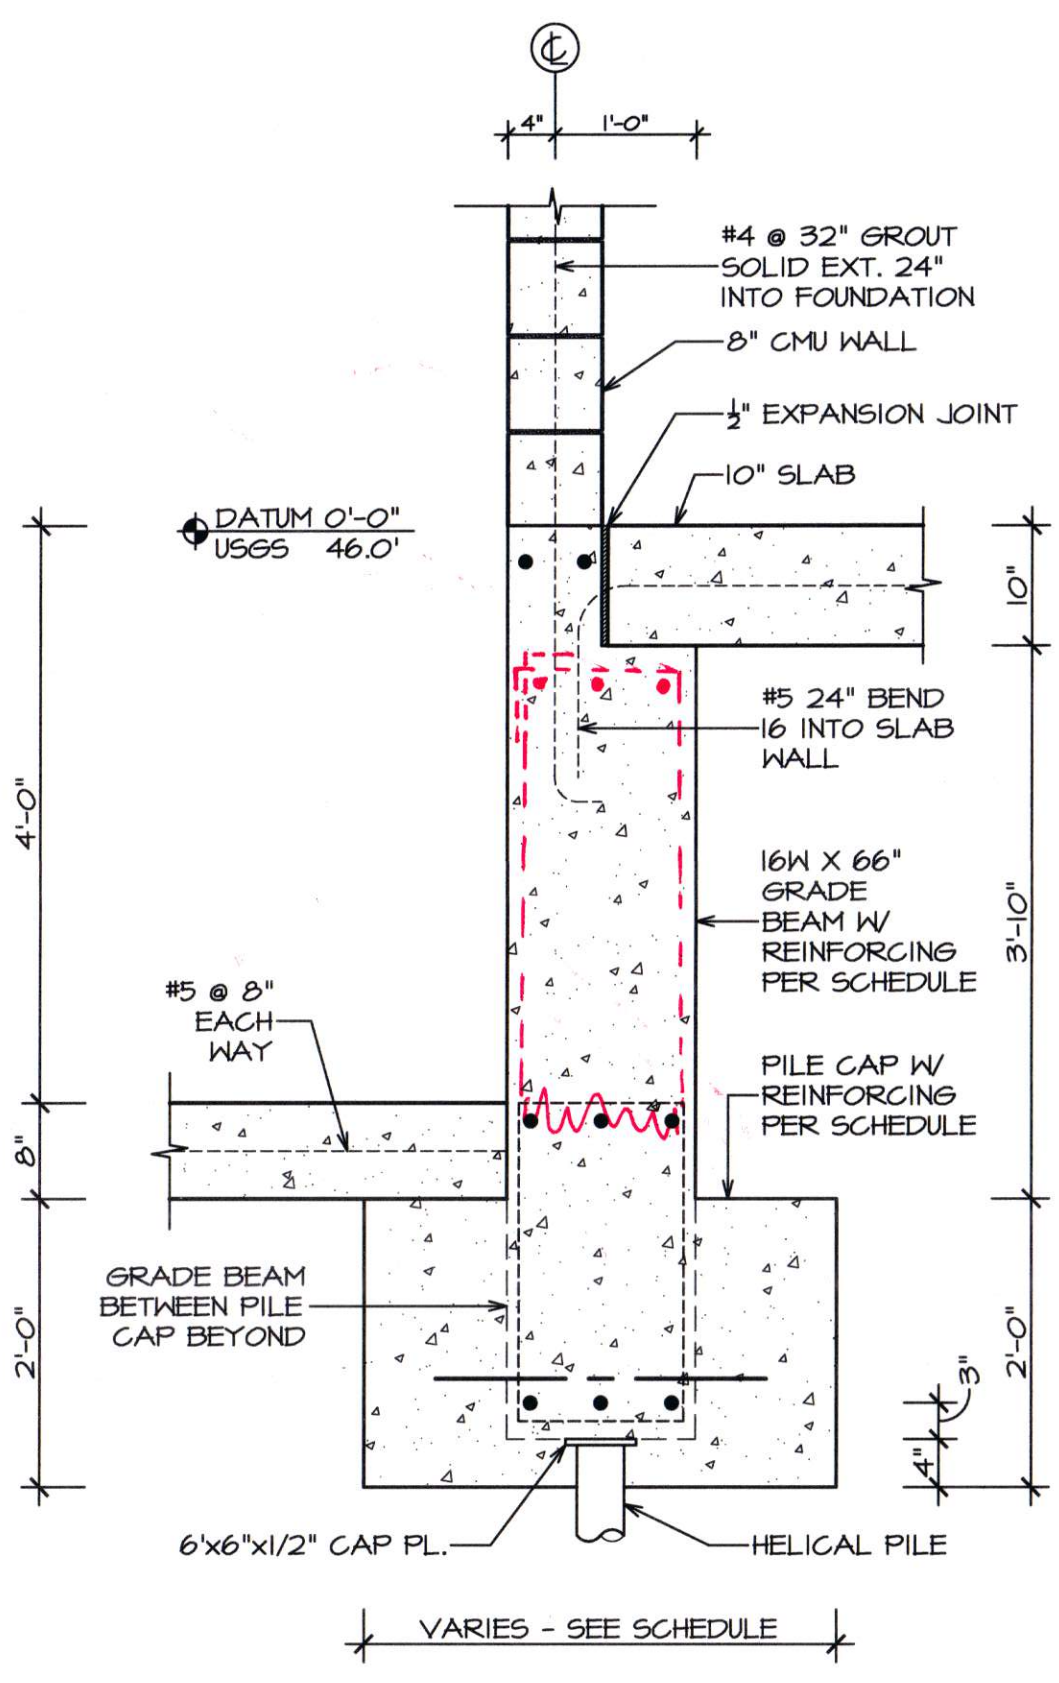 ℄
4" 1'-0"
#4 @ 32" GROUT
SOLID EXT. 24"
INTO FOUNDATION
8" CMU WALL
½" EXPANSION JOINT
10" SLAB
DATUM 0'-0"
USGS 46.0'
10"
#5 24" BEND
16 INTO SLAB
WALL
4'-0"
16W X 66"
GRADE
BEAM W/
REINFORCING
PER SCHEDULE
3'-10"
#5 @ 8"
EACH
WAY
PILE CAP W/
REINFORCING
PER SCHEDULE
8"
GRADE BEAM
BETWEEN PILE
CAP BEYOND
2'-0"
2'-0"
3"
4"
6'x6"x1/2" CAP PL.
HELICAL PILE
VARIES - SEE SCHEDULE